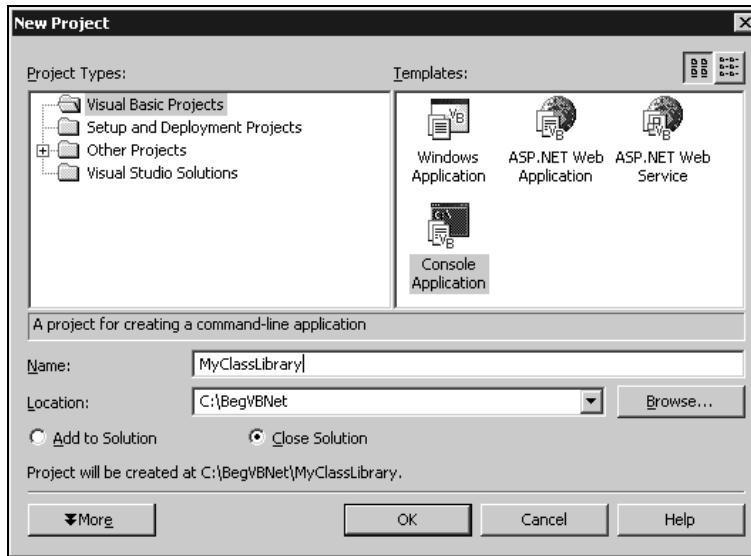 New Project
Project Types:
Templates:
Visual Basic Projects
Setup and Deployment Projects
Other Projects
Visual Studio Solutions
Windows Application
ASP.NET Web Application
ASP.NET Web Service
Console Application
A project for creating a command-line application
Name:
MyClassLibrary
Location:
C:\BegVBNet
Browse...
Add to Solution
Close Solution
Project will be created at C:\BegVBNet\MyClassLibrary.
More
OK
Cancel
Help